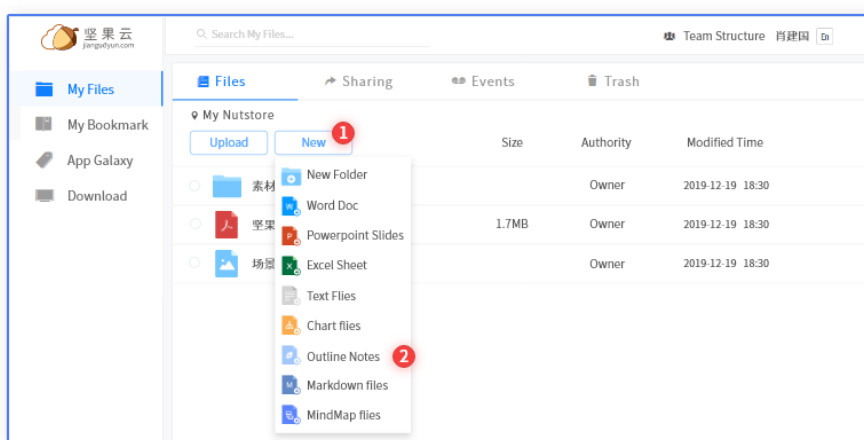 坚果云
jianguoyun.com
Search My Files...
Team Structure 肖建国 En
My Files
My Bookmark
App Galaxy
Download
Files Sharing Events Trash
My Nutstore
Upload New 1 Size Authority Modified Time
素材 Owner 2019-12-19 18:30
坚果 1.7MB Owner 2019-12-19 18:30
场景 Owner 2019-12-19 18:30
New Folder
Word Doc
Powerpoint Slides
Excel Sheet
Text Flies
Chart flies
Outline Notes 2
Markdown files
MindMap flies